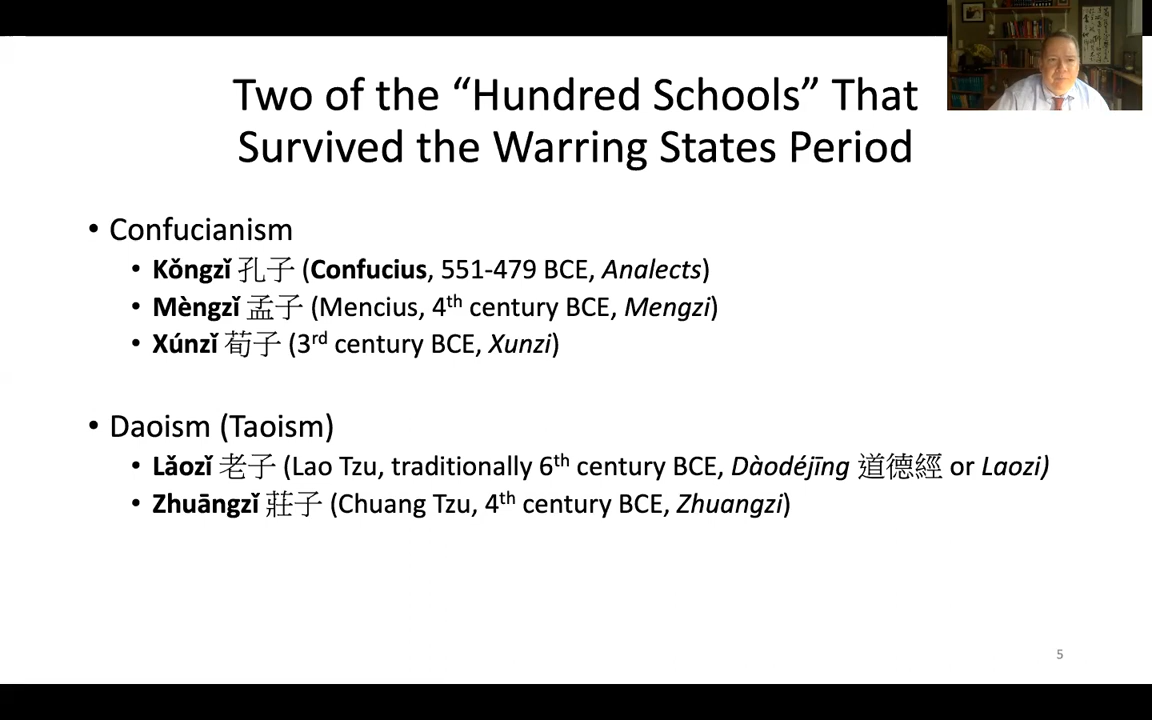 Two of the “Hundred Schools” That
Survived the Warring States Period
• Confucianism
• Kǒngzǐ 孔子 (Confucius, 551-479 BCE, Analects)
• Mèngzǐ 孟子 (Mencius, 4th century BCE, Mengzi)
• Xúnzǐ 荀子 (3rd century BCE, Xunzi)
• Daoism (Taoism)
• Lǎozǐ 老子 (Lao Tzu, traditionally 6th century BCE, Dàodéjīng 道德經 or Laozi)
• Zhuāngzǐ 莊子 (Chuang Tzu, 4th century BCE, Zhuangzi)
5